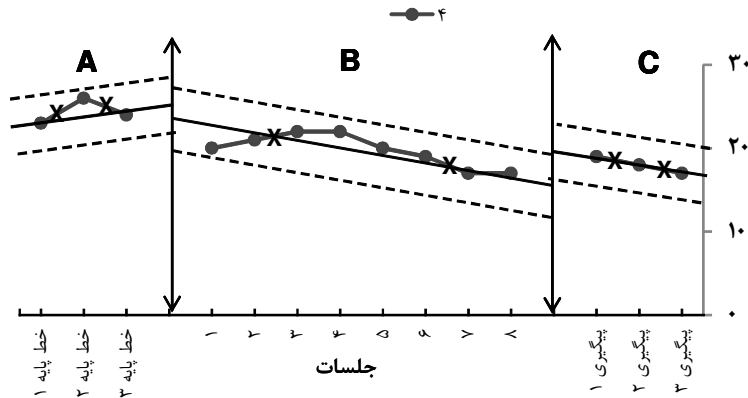 ۴
A B C
۳۰
۲۰
۱۰
۰
خط پایه ۱
خط پایه ۲
خط پایه ۳
۱
۲
۳
۴
۵
۶
۷
۸
پیگیری ۱
پیگیری ۲
پیگیری ۳
جلسات